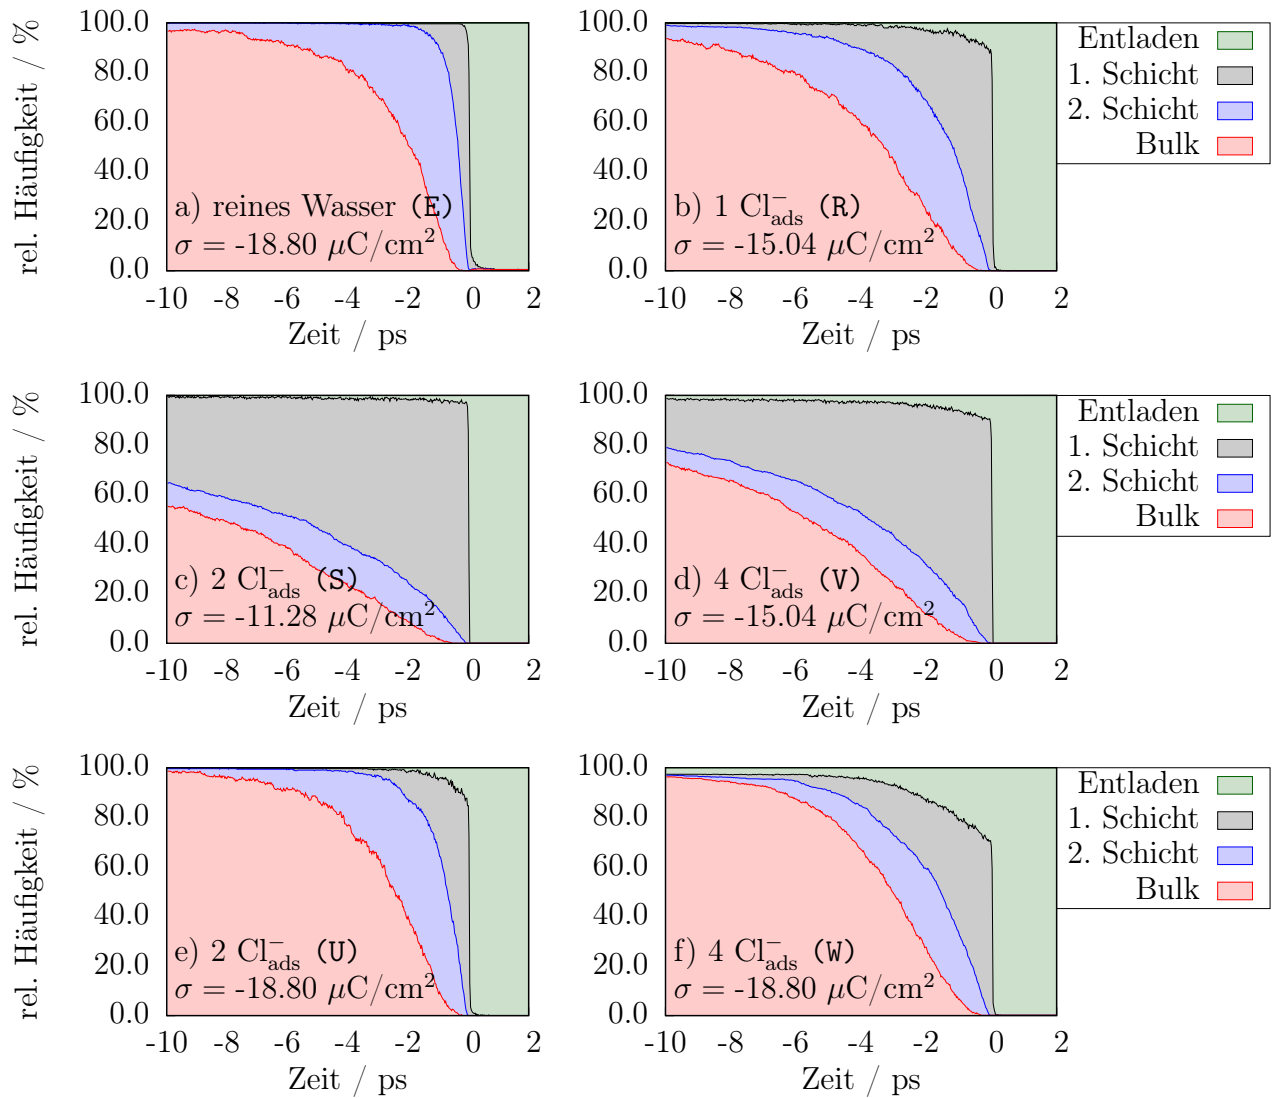 rel. Häufigkeit / %
100.0
80.0
60.0
40.0
20.0
0.0
a) reines Wasser (E)
σ = -18.80 μC/cm²
-10 -8 -6 -4 -2 0 2
Zeit / ps
100.0
80.0
60.0
40.0
20.0
0.0
b) 1 Cl⁻ads (R)
σ = -15.04 μC/cm²
-10 -8 -6 -4 -2 0 2
Zeit / ps
Entladen
1. Schicht
2. Schicht
Bulk
rel. Häufigkeit / %
100.0
80.0
60.0
40.0
20.0
0.0
c) 2 Cl⁻ads (S)
σ = -11.28 μC/cm²
-10 -8 -6 -4 -2 0 2
Zeit / ps
100.0
80.0
60.0
40.0
20.0
0.0
d) 4 Cl⁻ads (V)
σ = -15.04 μC/cm²
-10 -8 -6 -4 -2 0 2
Zeit / ps
Entladen
1. Schicht
2. Schicht
Bulk
rel. Häufigkeit / %
100.0
80.0
60.0
40.0
20.0
0.0
e) 2 Cl⁻ads (U)
σ = -18.80 μC/cm²
-10 -8 -6 -4 -2 0 2
Zeit / ps
100.0
80.0
60.0
40.0
20.0
0.0
f) 4 Cl⁻ads (W)
σ = -18.80 μC/cm²
-10 -8 -6 -4 -2 0 2
Zeit / ps
Entladen
1. Schicht
2. Schicht
Bulk